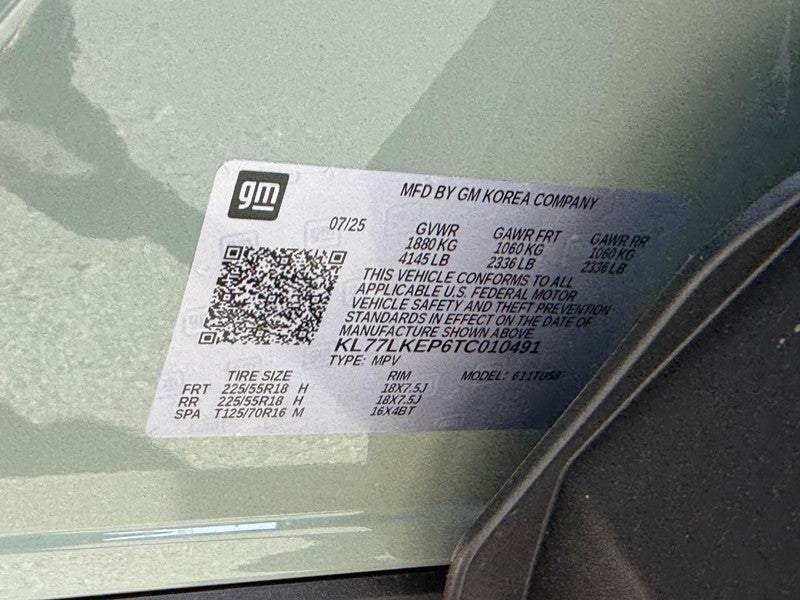 gm
MFD BY GM KOREA COMPANY
07/25 GVWR GAWR FRT GAWR RR
1880 KG 1060 KG 1060 KG
4145 LB 2336 LB 2336 LB
THIS VEHICLE CONFORMS TO ALL
APPLICABLE U.S. FEDERAL MOTOR
VEHICLE SAFETY AND THEFT PREVENTION
STANDARDS IN EFFECT ON THE DATE OF
MANUFACTURE SHOWN ABOVE
KL77LKEP6TC010491
TYPE: MPV
TIRE SIZE RIM MODEL: 611TU58
FRT 225/55R18 H 18X7.5J
RR 225/55R18 H 18X7.5J
SPA T125/70R16 M 16X4BT